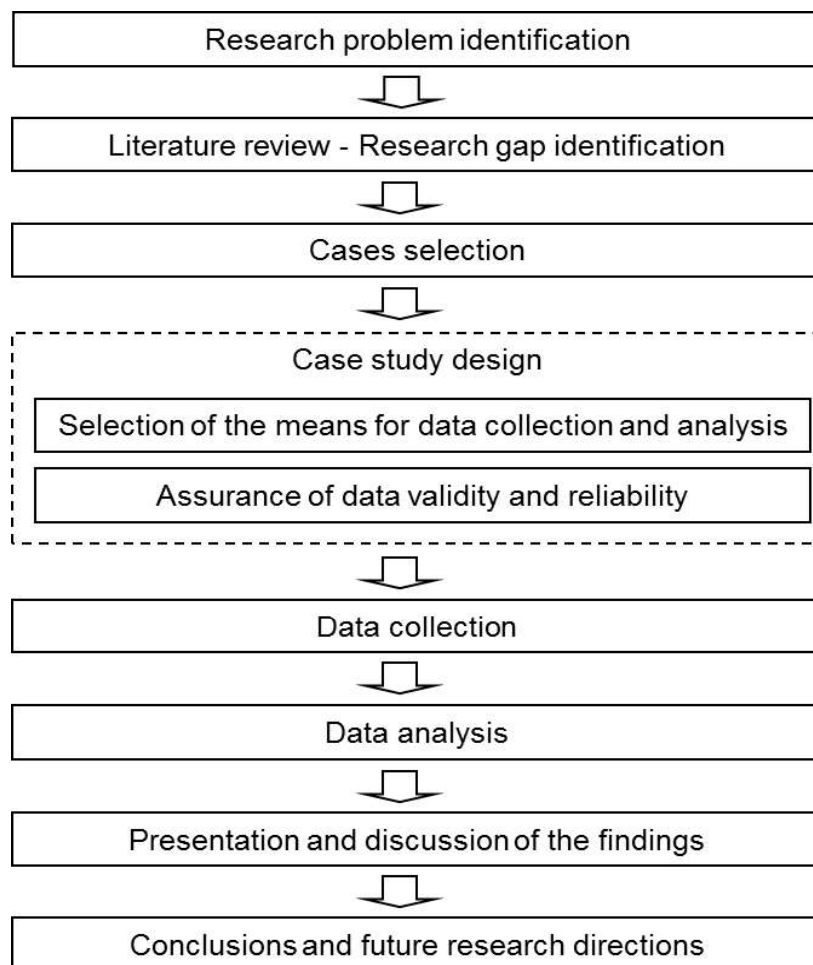 Research problem identification
Literature review - Research gap identification
Cases selection
Case study design
Selection of the means for data collection and analysis
Assurance of data validity and reliability
Data collection
Data analysis
Presentation and discussion of the findings
Conclusions and future research directions